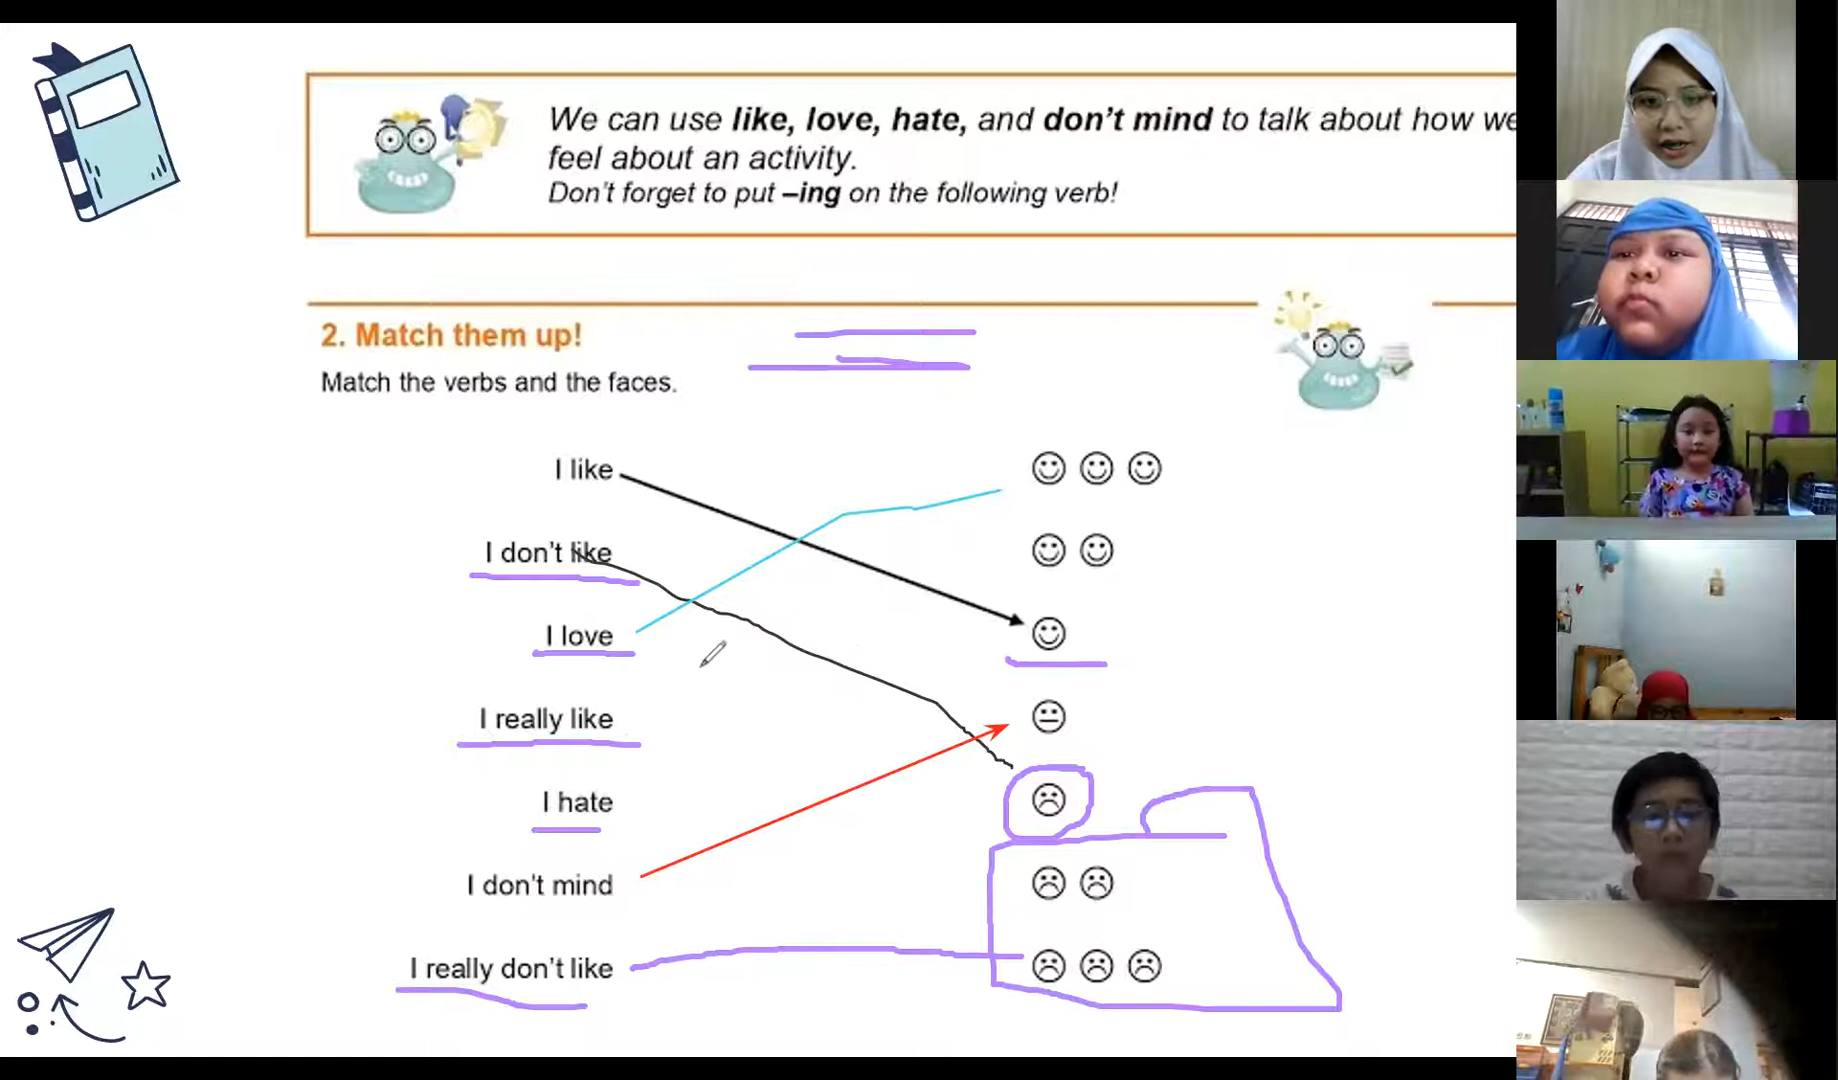 We can use like, love, hate, and don't mind to talk about how we
feel about an activity.
Don't forget to put –ing on the following verb!
2. Match them up!
Match the verbs and the faces.
I like
I don't like
I love
I really like
I hate
I don't mind
I really don't like